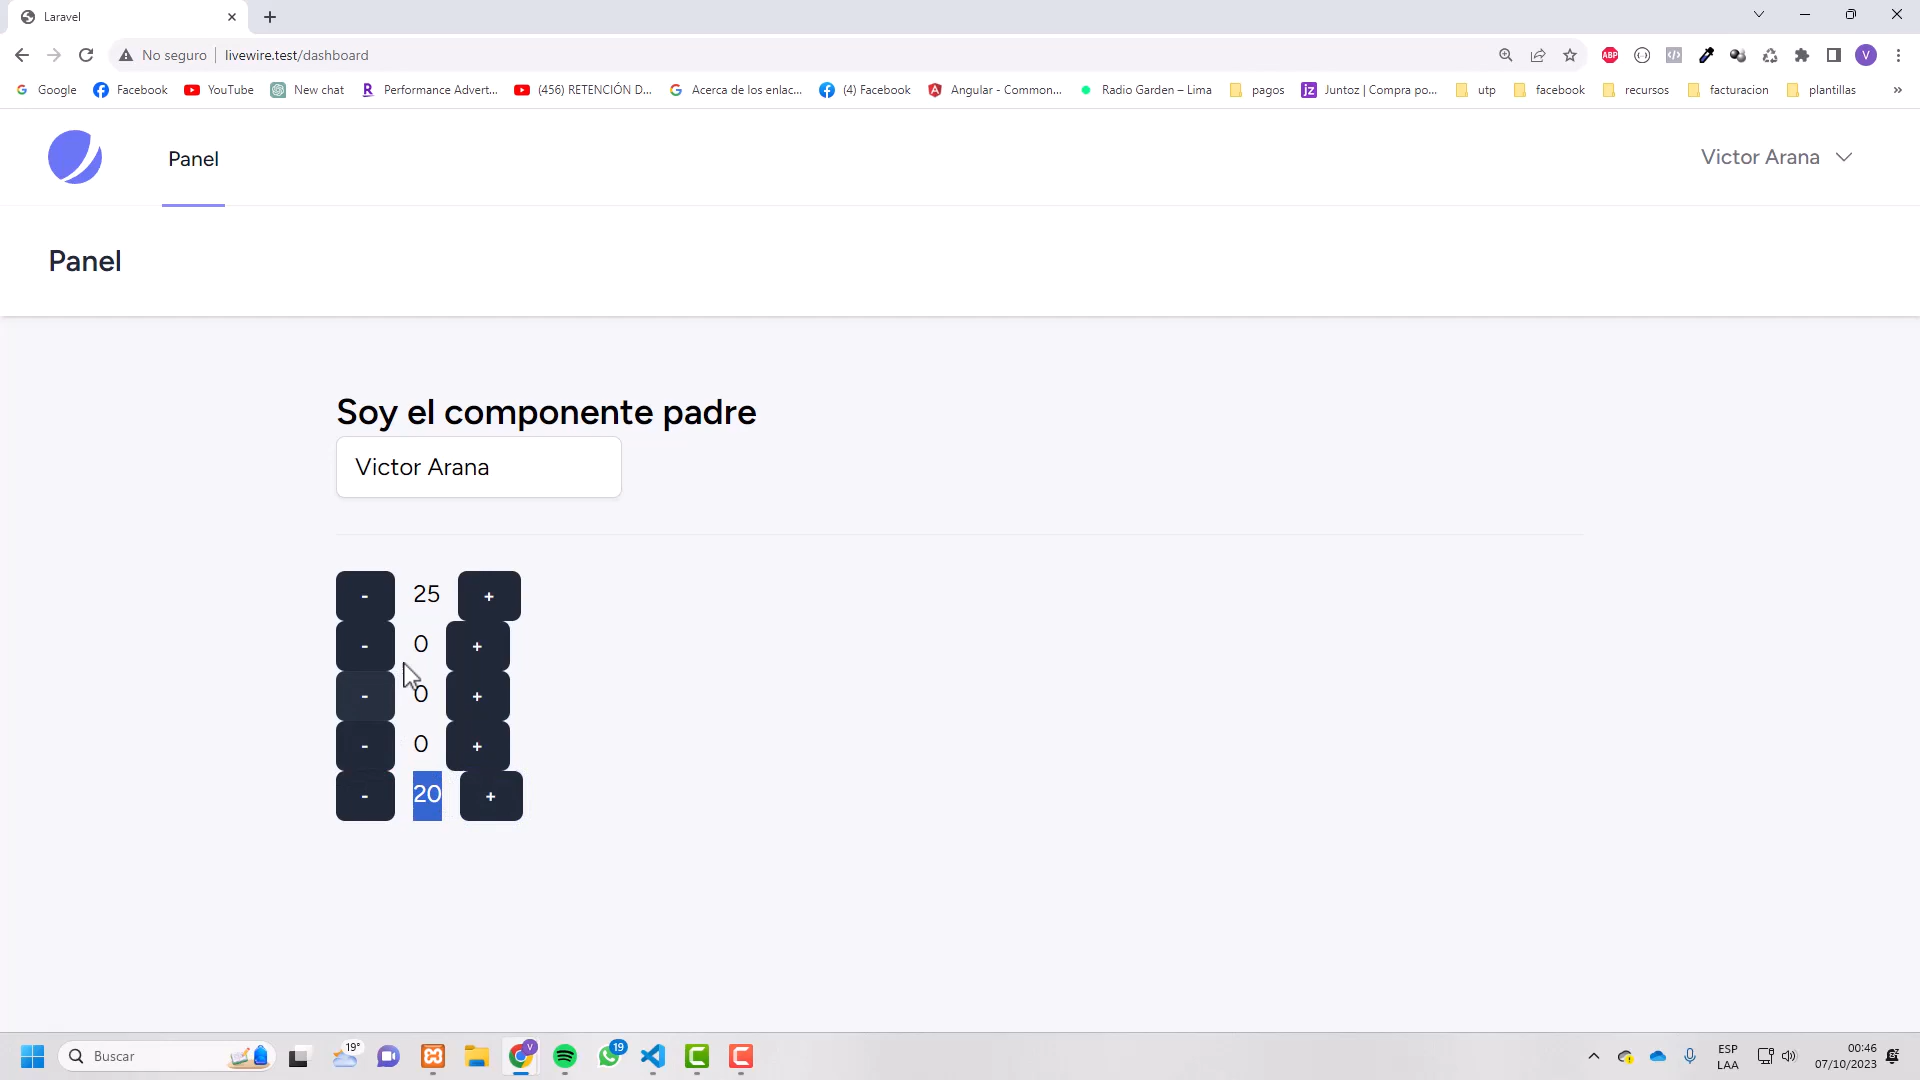 Laravel
No seguro livewire.test/dashboard
ABP
V
Google Facebook YouTube New chat Performance Advert... (456) RETENCIÓN D... Acerca de los enlac... (4) Facebook Angular - Common... Radio Garden – Lima pagos jz Juntoz | Compra po... utp facebook recursos facturacion plantillas »
Panel
Victor Arana
Panel
Soy el componente padre
Victor Arana
- 25 +
- 0 +
- 0 +
- 0 +
- 20 +
Buscar
19°
V
19
ESP
LAA
00:46
07/10/2023